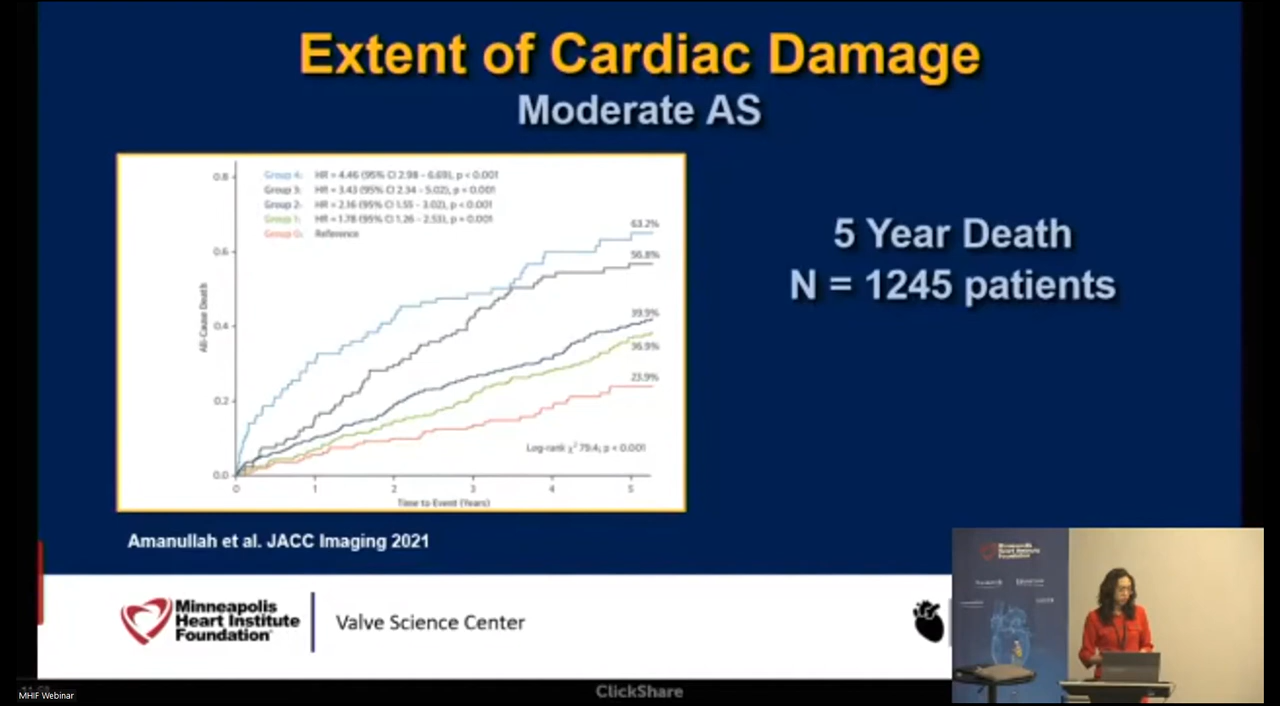 Extent of Cardiac Damage
Moderate AS
Group 4: HR = 4.46 (95% CI 2.98 - 6.69), p < 0.001
Group 3: HR = 3.43 (95% CI 2.34 - 5.02), p = 0.001
Group 2: HR = 2.16 (95% CI 1.55 - 3.02), p < 0.001
Group 1: HR = 1.78 (95% CI 1.26 - 2.53), p = 0.001
Group 0: Reference
0.8
0.6
0.4
0.2
0.0
All-Cause Death
63.2%
56.8%
39.9%
36.9%
23.9%
Log-rank χ² 79.4; p < 0.001
0 1 2 3 4 5
Time to Event (Years)
5 Year Death
N = 1245 patients
Amanullah et al. JACC Imaging 2021
Minneapolis
Heart Institute
Foundation
Valve Science Center
Minneapolis
Heart Institute
Foundation
MHIF Webinar
ClickShare